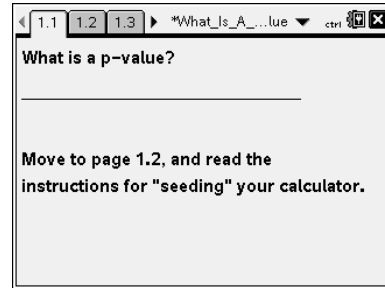 1.1 1.2 1.3 *What_Is_A_...lue ctrl
What is a p-value?
Move to page 1.2, and read the
instructions for "seeding" your calculator.